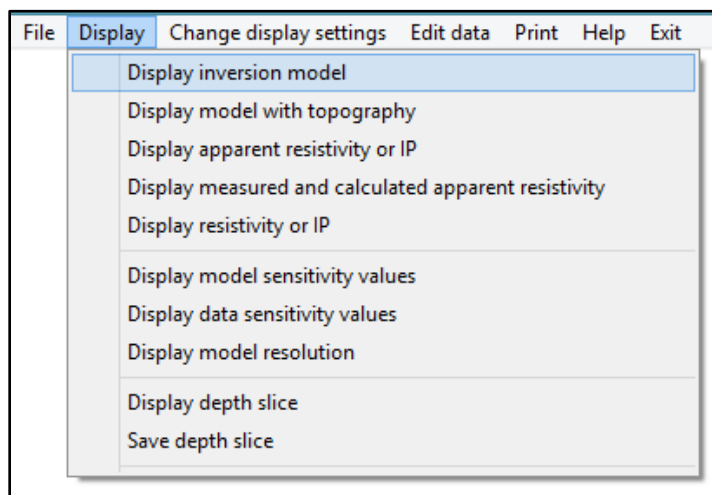 File Display Change display settings Edit data Print Help Exit
Display inversion model
Display model with topography
Display apparent resistivity or IP
Display measured and calculated apparent resistivity
Display resistivity or IP
Display model sensitivity values
Display data sensitivity values
Display model resolution
Display depth slice
Save depth slice